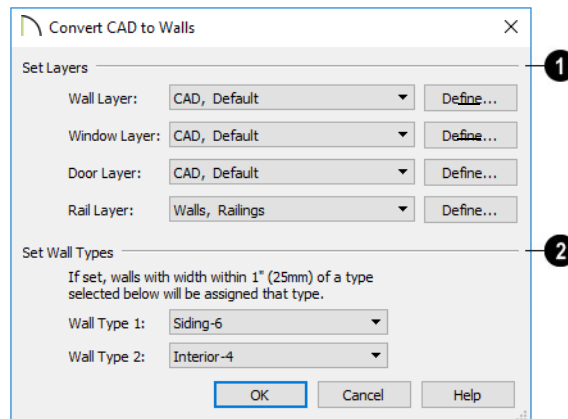 Convert CAD to Walls
Set Layers
1
Wall Layer: CAD, Default Define...
Window Layer: CAD, Default Define...
Door Layer: CAD, Default Define...
Rail Layer: Walls, Railings Define...
Set Wall Types
2
If set, walls with width within 1" (25mm) of a type
selected below will be assigned that type.
Wall Type 1: Siding-6
Wall Type 2: Interior-4
OK Cancel Help